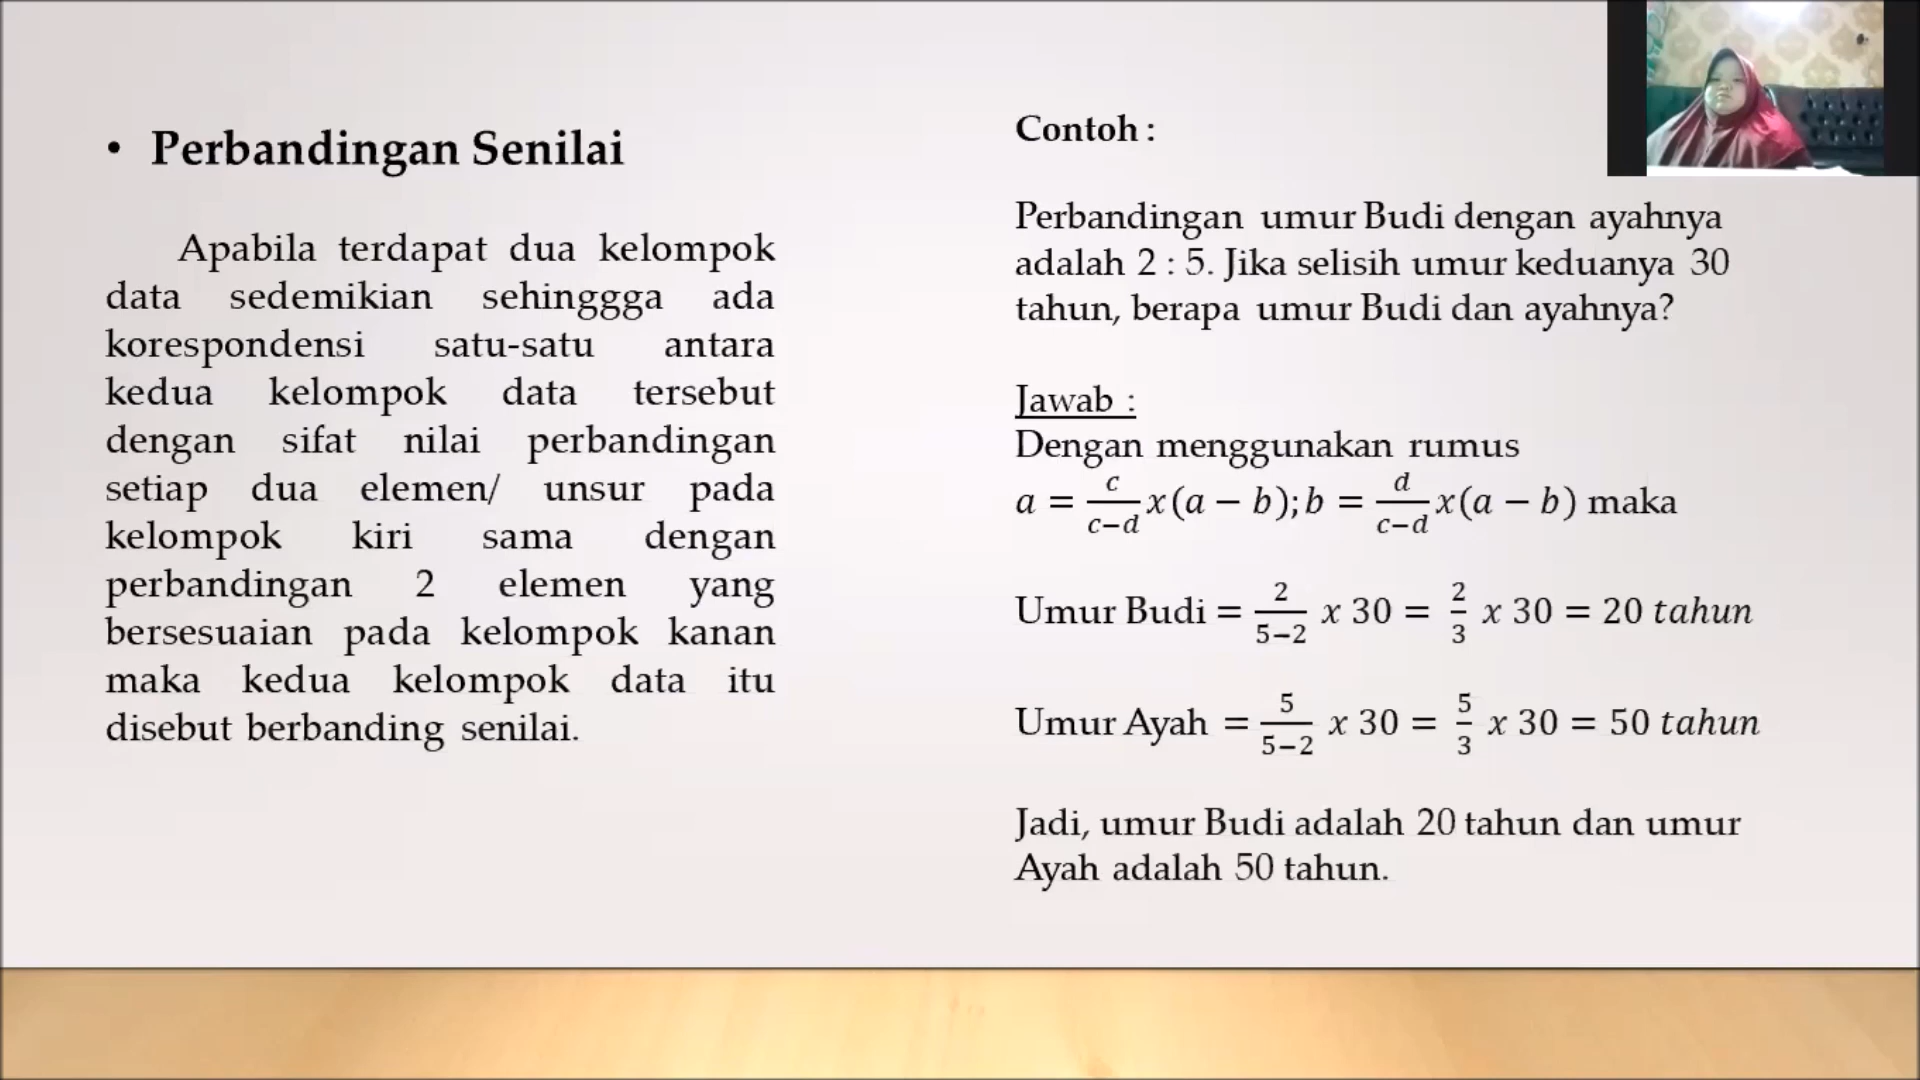 • Perbandingan Senilai
Apabila terdapat dua kelompok
data sedemikian sehinggga ada
korespondensi satu-satu antara
kedua kelompok data tersebut
dengan sifat nilai perbandingan
setiap dua elemen/ unsur pada
kelompok kiri sama dengan
perbandingan 2 elemen yang
bersesuaian pada kelompok kanan
maka kedua kelompok data itu
disebut berbanding senilai.
Contoh :
Perbandingan umur Budi dengan ayahnya
adalah 2 : 5. Jika selisih umur keduanya 30
tahun, berapa umur Budi dan ayahnya?
Jawab :
Dengan menggunakan rumus
a = c/(c−d) x(a − b); b = d/(c−d) x(a − b) maka
Umur Budi = 2/(5−2) x 30 = 2/3 x 30 = 20 tahun
Umur Ayah = 5/(5−2) x 30 = 5/3 x 30 = 50 tahun
Jadi, umur Budi adalah 20 tahun dan umur
Ayah adalah 50 tahun.